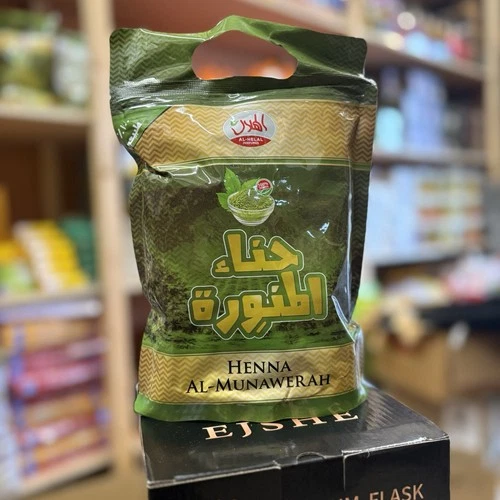 الهلال
AL-HELAL
حناء
المنورة
HENNA
AL-MUNAWERAH
EJSHE
FLASK